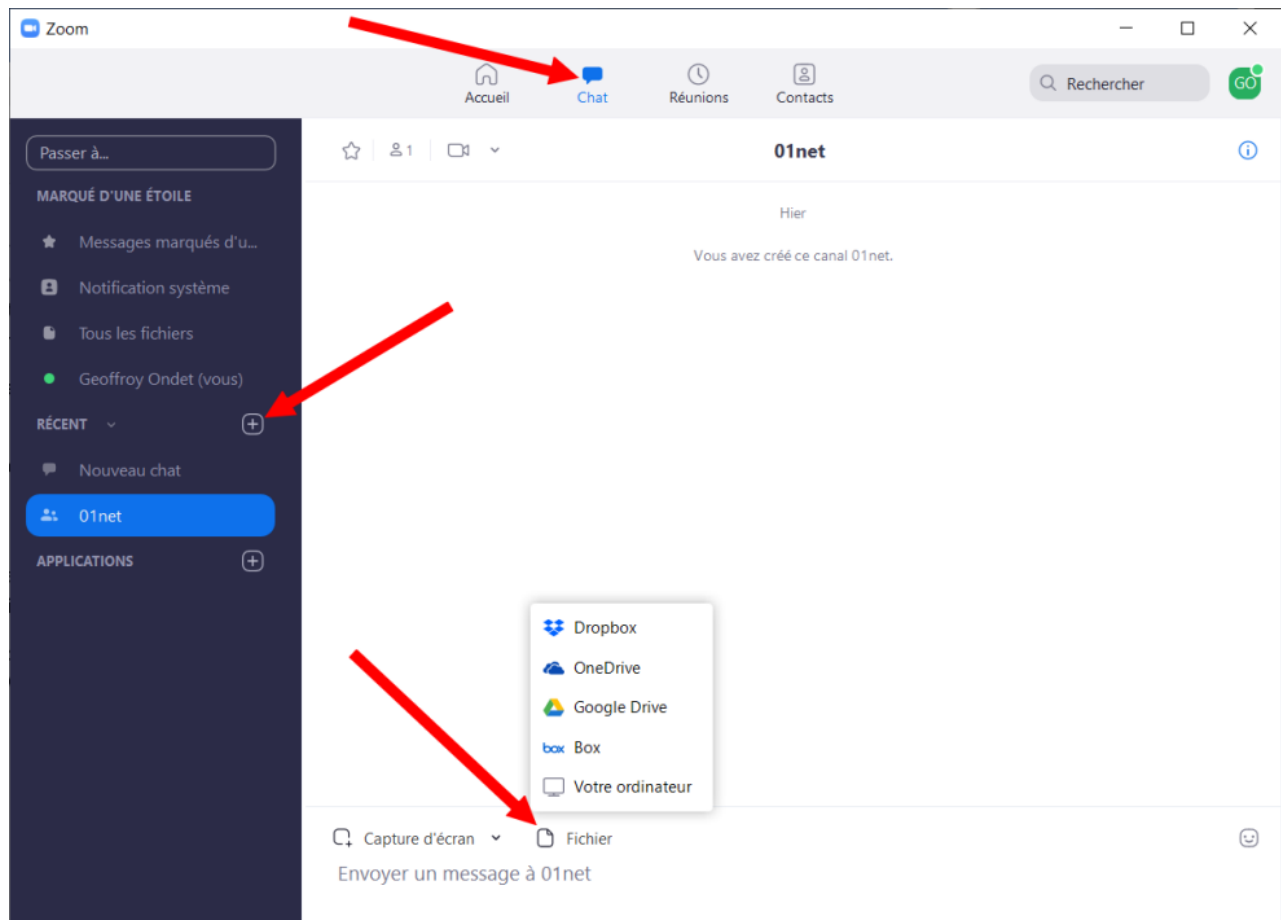 Zoom
Accueil
Chat
Réunions
Contacts
Rechercher
GO
Passer à...
MARQUÉ D'UNE ÉTOILE
Messages marqués d'u...
Notification système
Tous les fichiers
Geoffroy Ondet (vous)
RÉCENT
Nouveau chat
01net
APPLICATIONS
1
01net
Hier
Vous avez créé ce canal 01net.
Dropbox
OneDrive
Google Drive
box Box
Votre ordinateur
Capture d'écran
Fichier
Envoyer un message à 01net